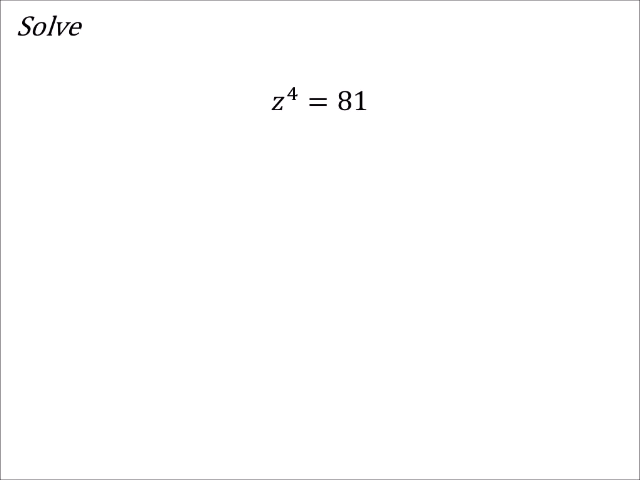 Solve
z⁴ = 81